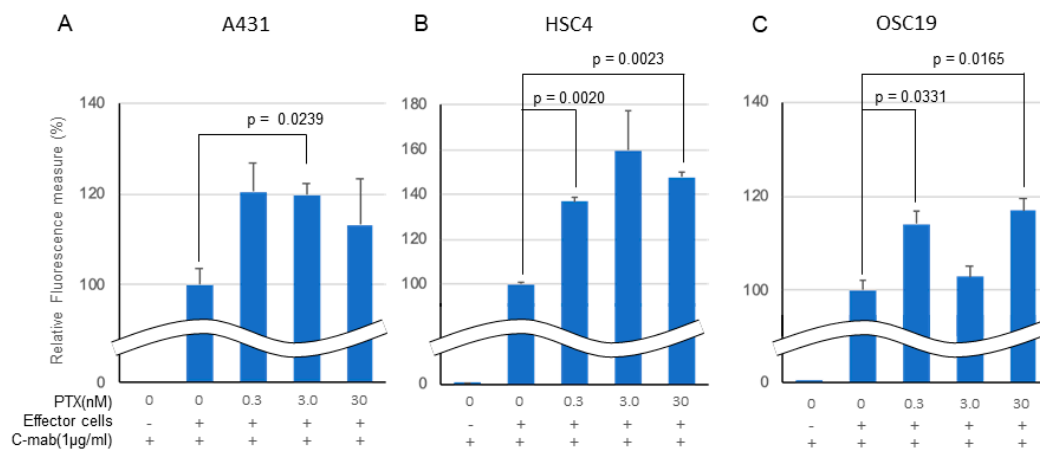 A A431 B HSC4 C OSC19
p = 0.0023 p = 0.0165
p = 0.0020 p = 0.0331
p = 0.0239
Relative Fluorescence measure (%)
140 180 140
160
120 140 120
120
100 100 100
0 0 0
PTX(nM) 0 0 0.3 3.0 30 0 0 0.3 3.0 30 0 0 0.3 3.0 30
Effector cells - + + + + - + + + + - + + + +
C-mab(1μg/ml) + + + + + + + + + + + + + + +